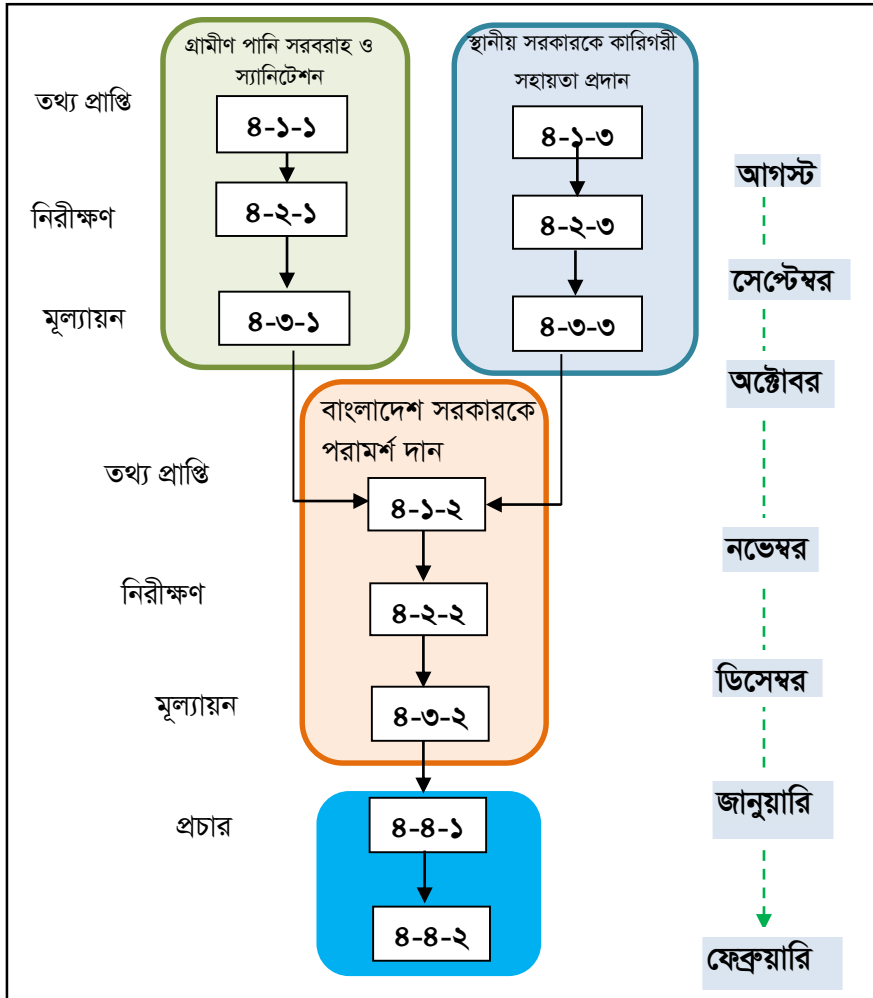 গ্রামীণ পানি সরবরাহ ও
স্যানিটেশন
স্থানীয় সরকারকে কারিগরী
সহায়তা প্রদান
তথ্য প্রাপ্তি
৪-১-১
৪-১-৩
আগস্ট
নিরীক্ষণ
৪-২-১
৪-২-৩
সেপ্টেম্বর
মূল্যায়ন
৪-৩-১
৪-৩-৩
অক্টোবর
বাংলাদেশ সরকারকে
পরামর্শ দান
তথ্য প্রাপ্তি
৪-১-২
নভেম্বর
নিরীক্ষণ
৪-২-২
ডিসেম্বর
মূল্যায়ন
৪-৩-২
জানুয়ারি
প্রচার
৪-৪-১
৪-৪-২
ফেব্রুয়ারি